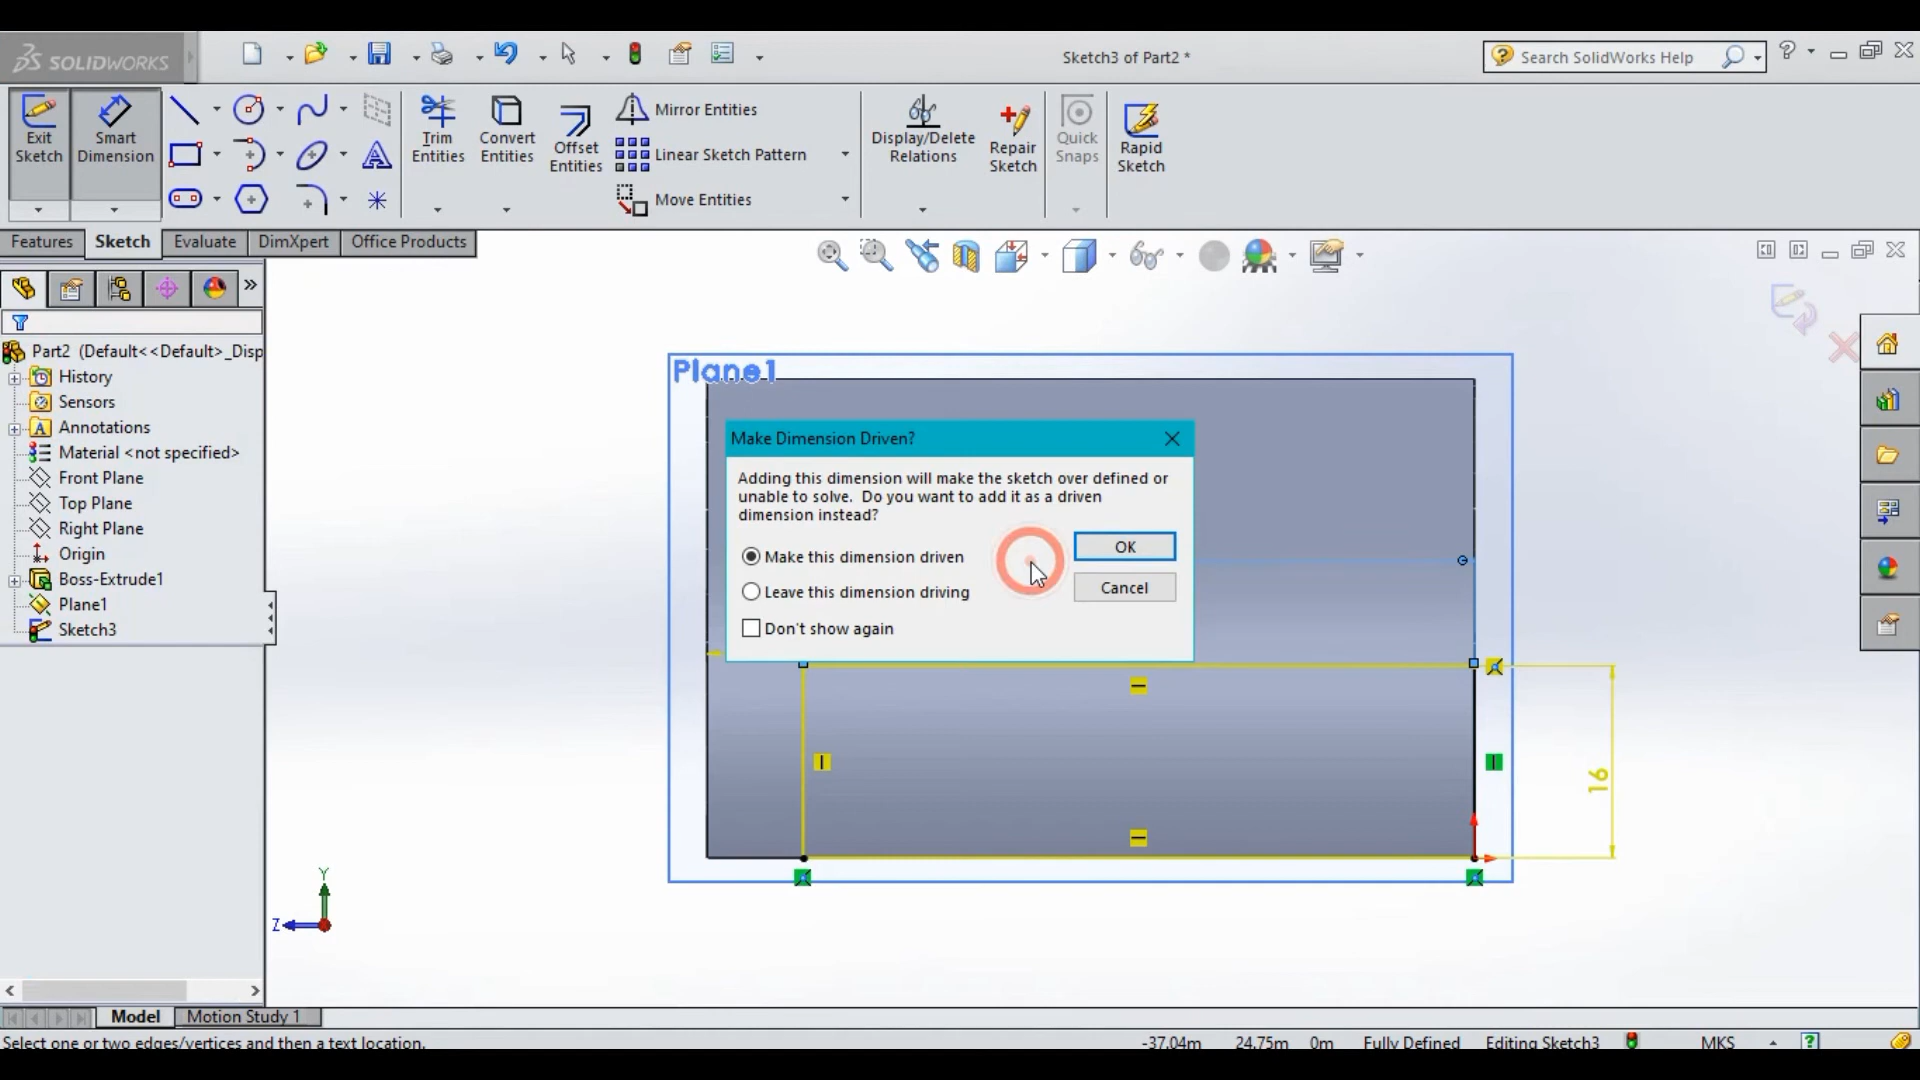 SOLIDWORKS
Sketch3 of Part2 *
Search SolidWorks Help
Exit Sketch
Smart Dimension
Trim Entities
Convert Entities
Offset Entities
Mirror Entities
Linear Sketch Pattern
Move Entities
Display/Delete Relations
Repair Sketch
Quick Snaps
Rapid Sketch
Features
Sketch
Evaluate
DimXpert
Office Products
Part2 (Default<<Default>_Disp
History
Sensors
Annotations
Material <not specified>
Front Plane
Top Plane
Right Plane
Origin
Boss-Extrude1
Plane1
Sketch3
Plane1
Make Dimension Driven?
Adding this dimension will make the sketch over defined or
unable to solve. Do you want to add it as a driven
dimension instead?
Make this dimension driven
Leave this dimension driving
Don't show again
OK
Cancel
16
Y
Z
Model
Motion Study 1
Select one or two edges/vertices and then a text location.
-37.04m
24.75m
0m
Fully Defined
Editing Sketch3
MKS